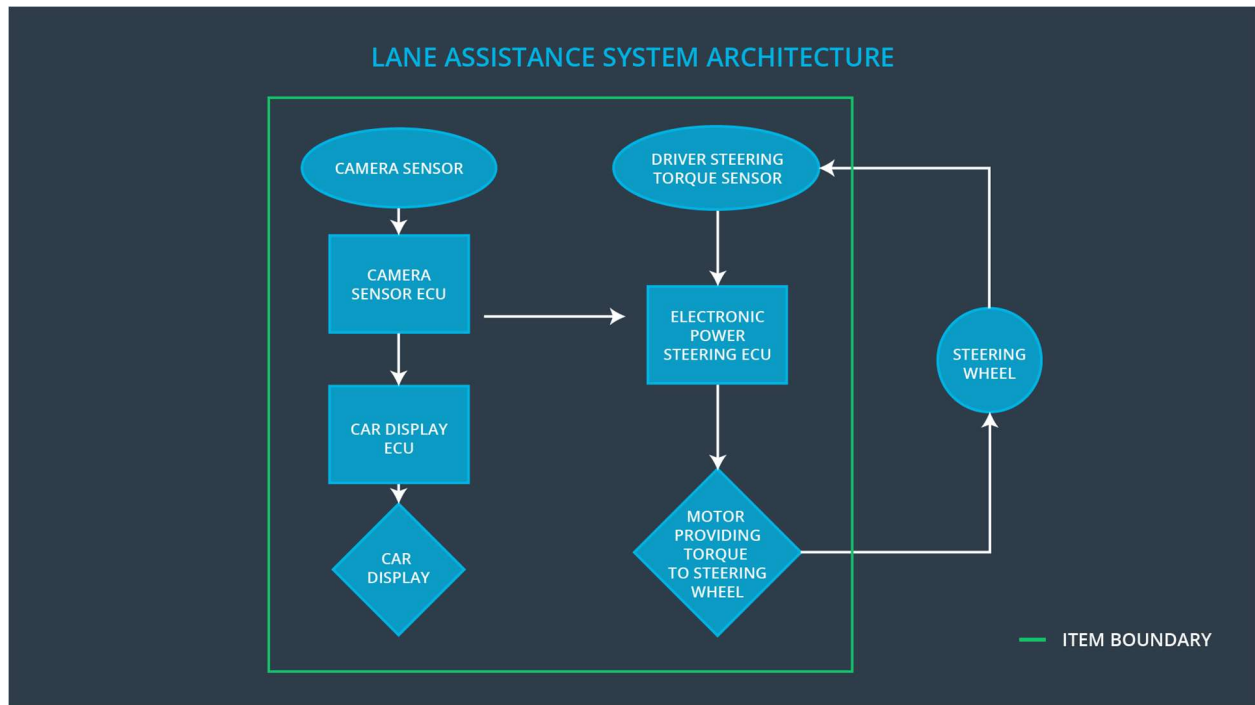 LANE ASSISTANCE SYSTEM ARCHITECTURE
CAMERA SENSOR
DRIVER STEERING
TORQUE SENSOR
CAMERA
SENSOR ECU
ELECTRONIC
POWER
STEERING ECU
STEERING
WHEEL
CAR DISPLAY
ECU
CAR
DISPLAY
MOTOR
PROVIDING
TORQUE
TO STEERING
WHEEL
ITEM BOUNDARY